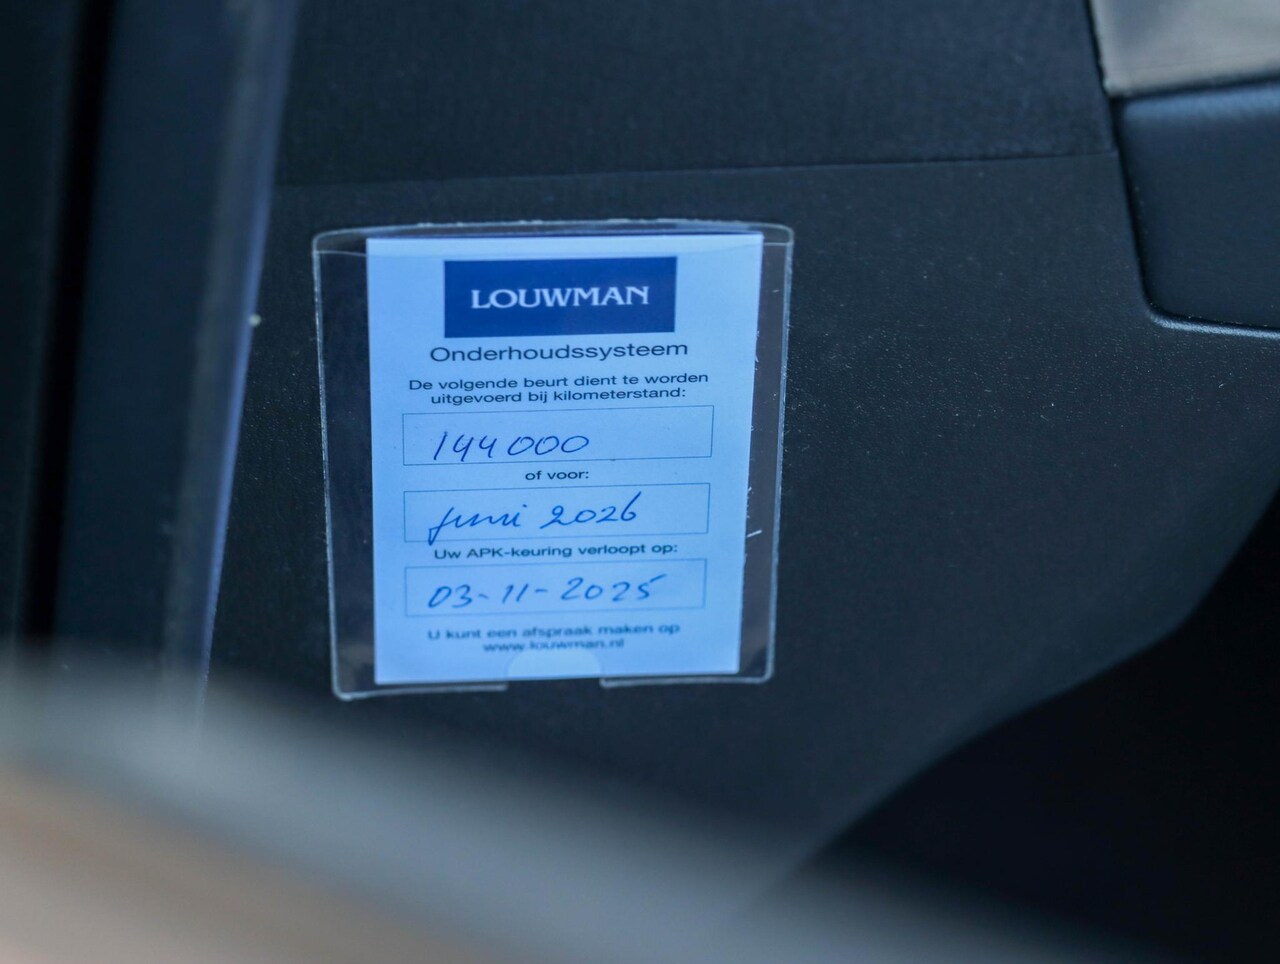 LOUWMAN
Onderhoudssysteem
De volgende beurt dient te worden
uitgevoerd bij kilometerstand:
144000
of voor:
juni 2026
Uw APK-keuring verloopt op:
03-11-2025
U kunt een afspraak maken op
www.louwman.nl